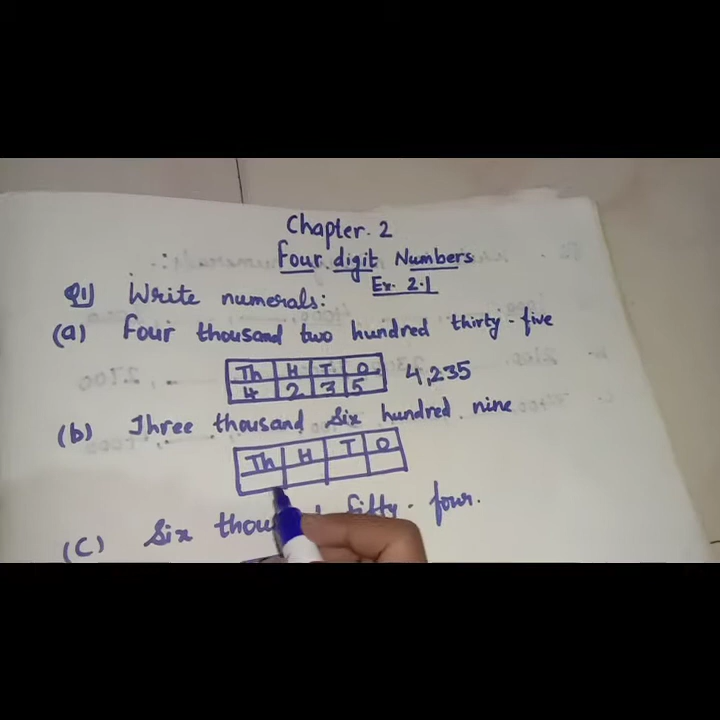 Chapter. 2
Four digit Numbers
Ex. 2.1
Q1) Write numerals:
(a) Four thousand two hundred thirty-five
Th H T O
4 2 3 5
4,235
(b) Three thousand six hundred nine
Th H T O
(C) Six fifty-four.